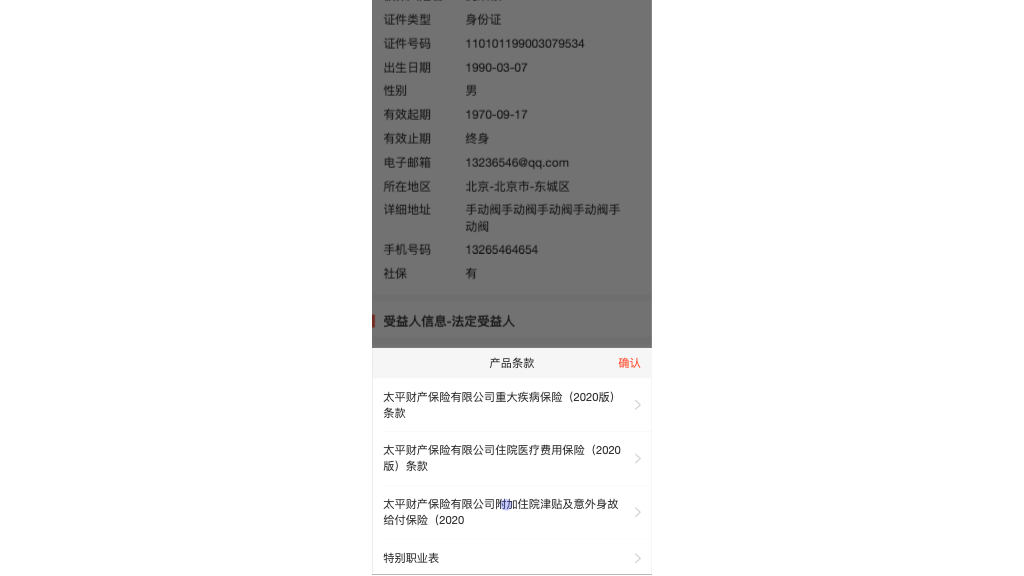 证件类型 身份证
证件号码 110101199003079534
出生日期 1990-03-07
性别 男
有效起期 1970-09-17
有效止期 终身
电子邮箱 13236546@qq.com
所在地区 北京-北京市-东城区
详细地址 手动阀手动阀手动阀手动阀手
动阀
手机号码 13265464654
社保 有
受益人信息-法定受益人
产品条款 确认
太平财产保险有限公司重大疾病保险（2020版）
条款
太平财产保险有限公司住院医疗费用保险（2020
版）条款
太平财产保险有限公司附加住院津贴及意外身故
给付保险（2020
特别职业表